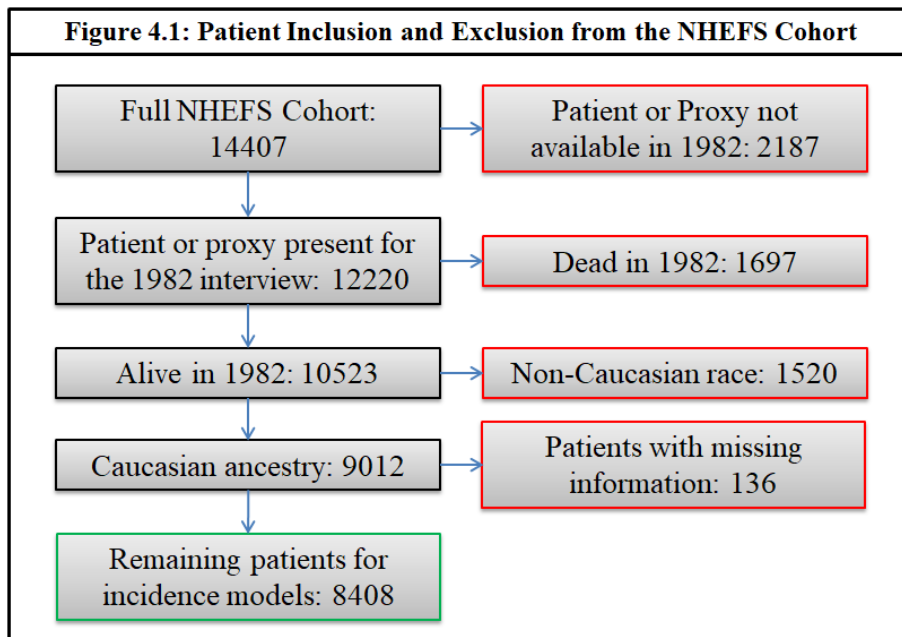 Figure 4.1: Patient Inclusion and Exclusion from the NHEFS Cohort
Full NHEFS Cohort:
14407
Patient or Proxy not
available in 1982: 2187
Patient or proxy present for
the 1982 interview: 12220
Dead in 1982: 1697
Alive in 1982: 10523
Non-Caucasian race: 1520
Caucasian ancestry: 9012
Patients with missing
information: 136
Remaining patients for
incidence models: 8408